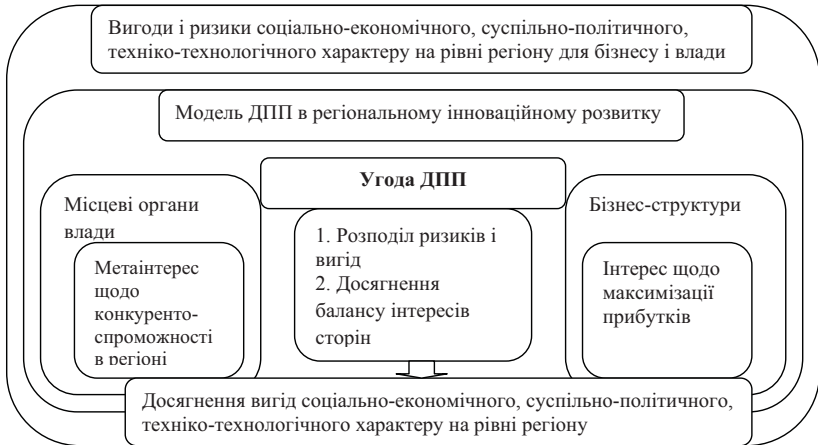 Вигоди і ризики соціально-економічного, суспільно-політичного,
техніко-технологічного характеру на рівні регіону для бізнесу і влади
Модель ДПП в регіональному інноваційному розвитку
Угода ДПП
Місцеві органи
влади
Метаінтерес
щодо
конкуренто-
спроможності
в регіоні
1. Розподіл ризиків і
вигід
2. Досягнення
балансу інтересів
сторін
Бізнес-структури
Інтерес щодо
максимізації
прибутків
Досягнення вигід соціально-економічного, суспільно-політичного,
техніко-технологічного характеру на рівні регіону